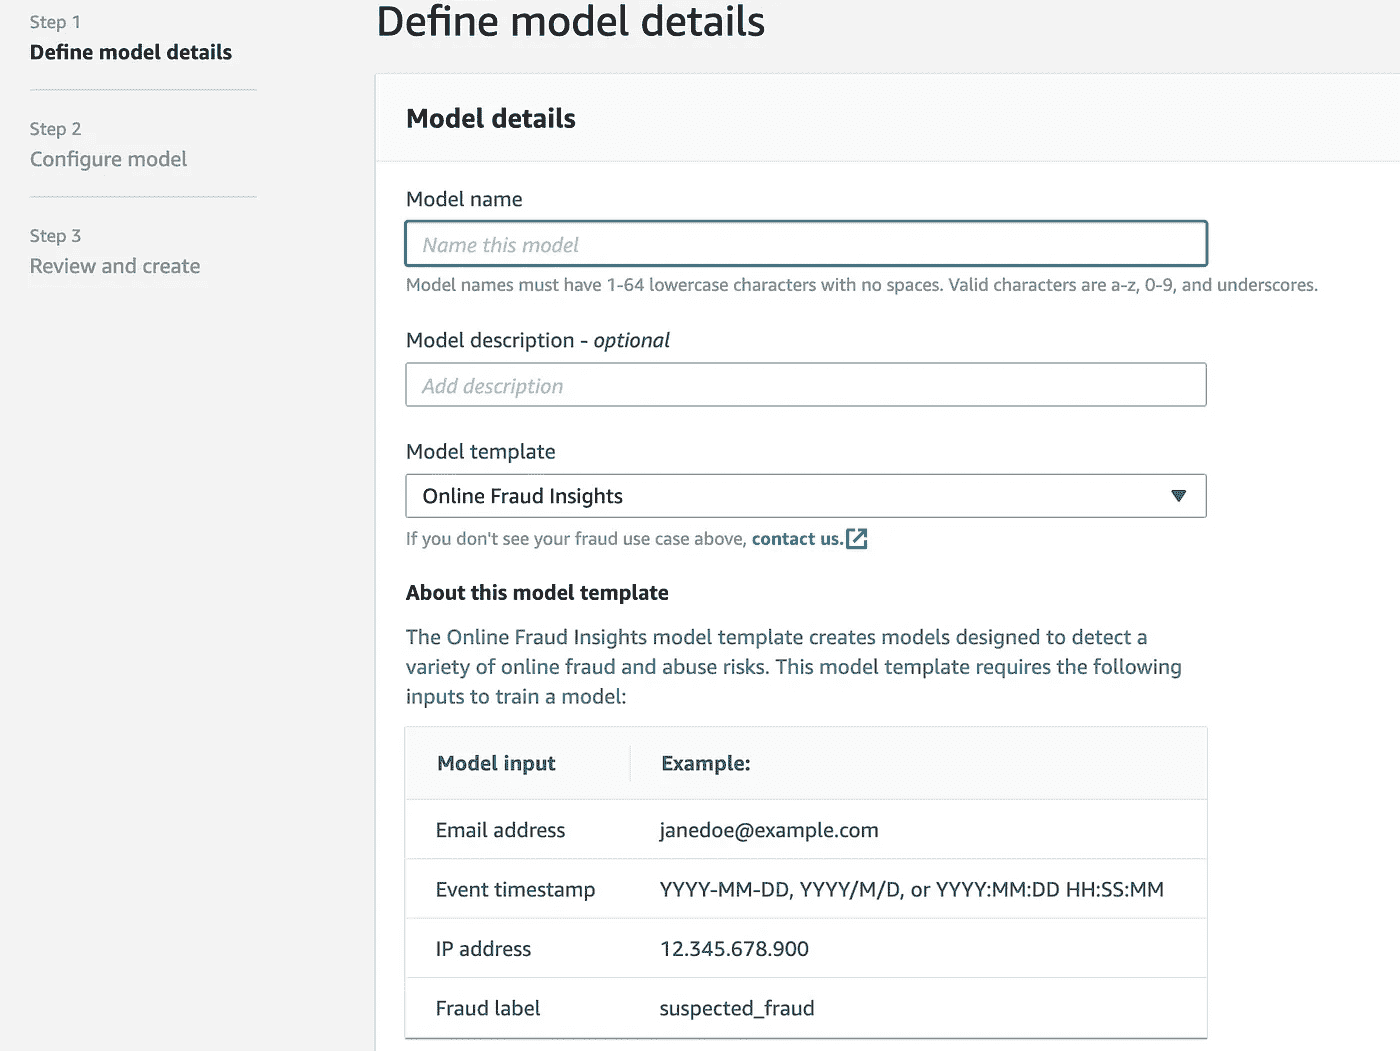 Step 1
Define model details
Step 2
Configure model
Step 3
Review and create
Define model details
Model details
Model name
Name this model
Model names must have 1-64 lowercase characters with no spaces. Valid characters are a-z, 0-9, and underscores.
Model description - optional
Add description
Model template
Online Fraud Insights
If you don't see your fraud use case above, contact us.
About this model template
The Online Fraud Insights model template creates models designed to detect a
variety of online fraud and abuse risks. This model template requires the following
inputs to train a model:
Model input Example:
Email address janedoe@example.com
Event timestamp YYYY-MM-DD, YYYY/M/D, or YYYY:MM:DD HH:SS:MM
IP address 12.345.678.900
Fraud label suspected_fraud